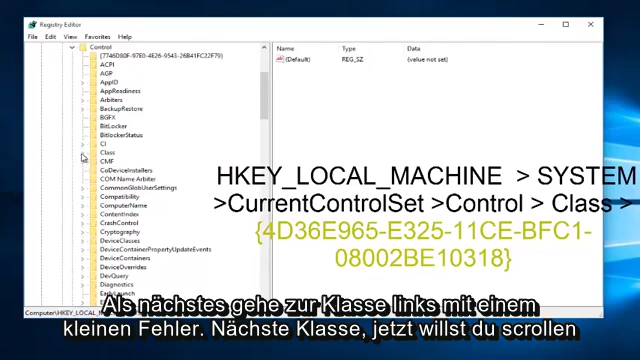 Registry Editor
File Edit View Favorites Help
Control
{7746D80F-97E0-4E26-9543-26B41FC22F79}
ACPI
AGP
AppID
AppReadiness
Arbiters
BackupRestore
BGFX
BitLocker
BitlockerStatus
CI
Class
CMF
CoDeviceInstallers
COM Name Arbiter
CommonGlobUserSettings
Compatibility
ComputerName
ContentIndex
CrashControl
Cryptography
DeviceClasses
DeviceContainerPropertyUpdateEvents
DeviceContainers
DeviceOverrides
DevQuery
Diagnostics
EarlyLaunch
Name Type Data
(Default) REG_SZ (value not set)
HKEY_LOCAL_MACHINE > SYSTEM
>CurrentControlSet >Control > Class >
{4D36E965-E325-11CE-BFC1-
08002BE10318}
Als nächstes gehe zur Klasse links mit einem
kleinen Fehler. Nächste Klasse, jetzt willst du scrollen